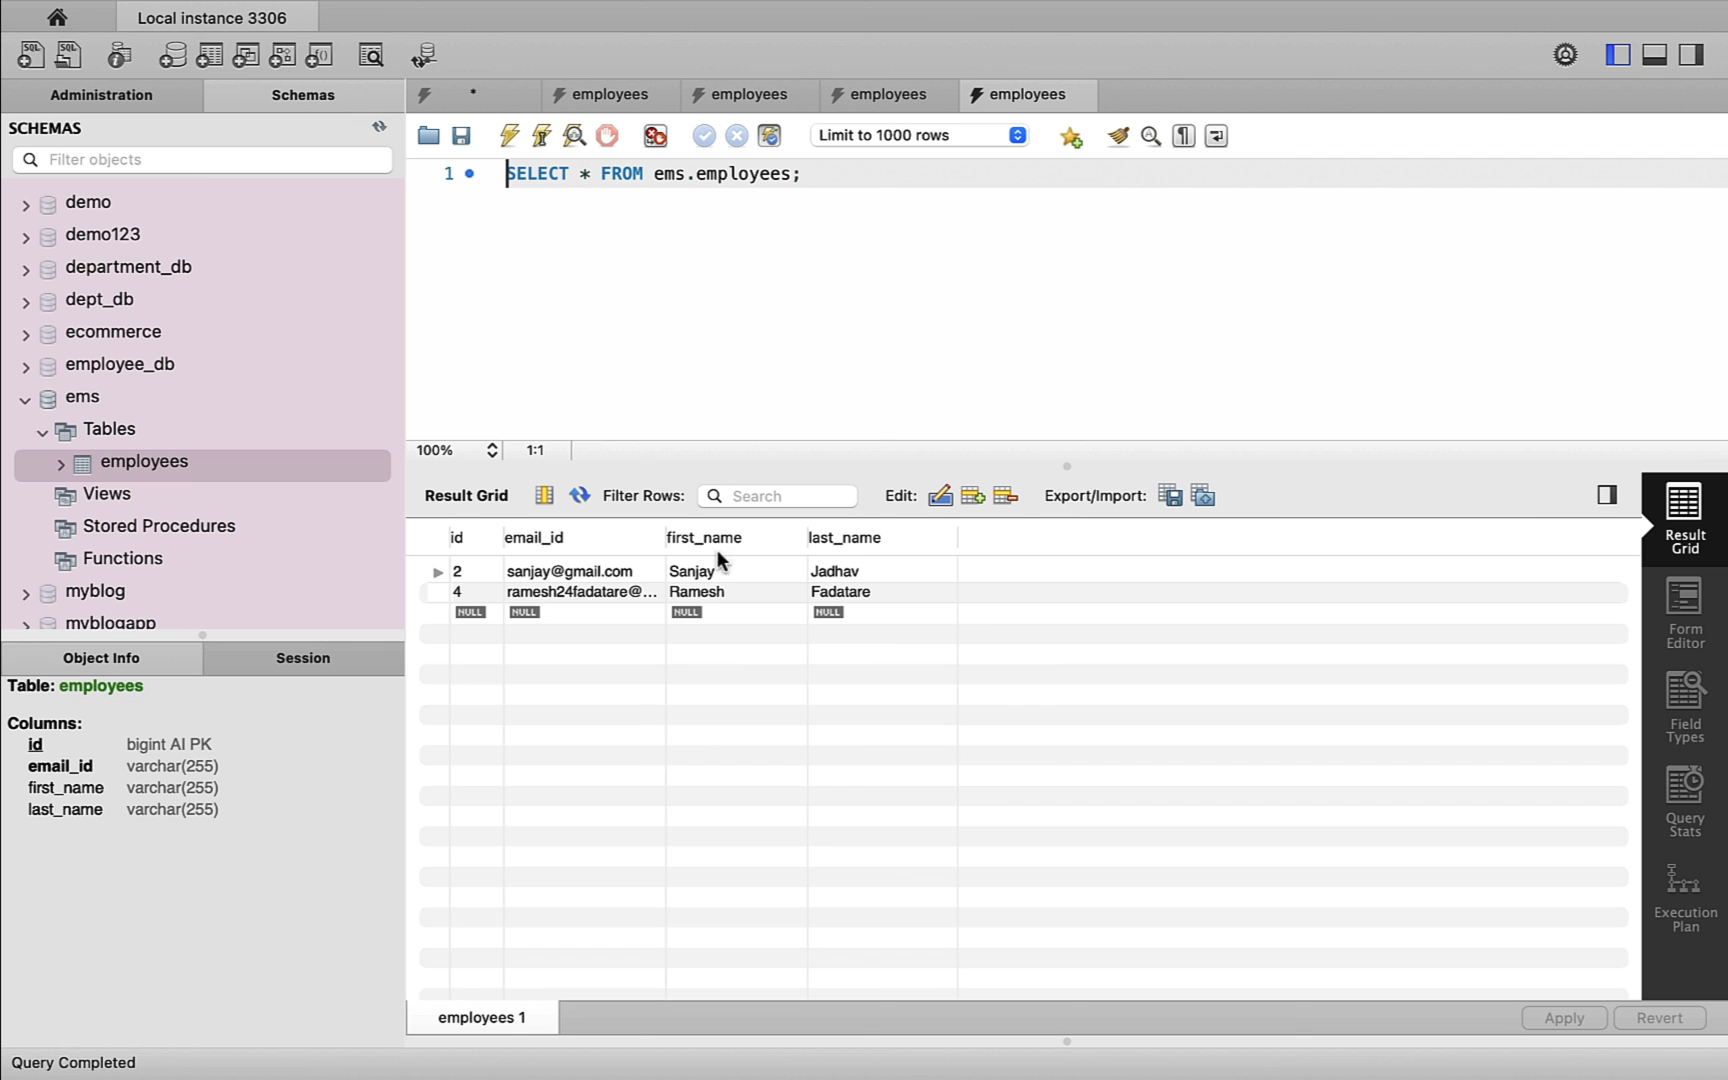 Local instance 3306
SQL SQL
Administration Schemas
* employees employees employees employees
SCHEMAS
Filter objects
Limit to 1000 rows
1 SELECT * FROM ems.employees;
demo
demo123
department_db
dept_db
ecommerce
employee_db
ems
Tables
employees
Views
Stored Procedures
Functions
myblog
myblogapp
100% 1:1
Result Grid Filter Rows: Search Edit: Export/Import:
id email_id first_name last_name
2 sanjay@gmail.com Sanjay Jadhav
4 ramesh24fadatare@... Ramesh Fadatare
NULL NULL NULL NULL
Result
Grid
Form
Editor
Field
Types
Query
Stats
Execution
Plan
Object Info Session
Table: employees
Columns:
id bigint AI PK
email_id varchar(255)
first_name varchar(255)
last_name varchar(255)
employees 1
Apply Revert
Query Completed